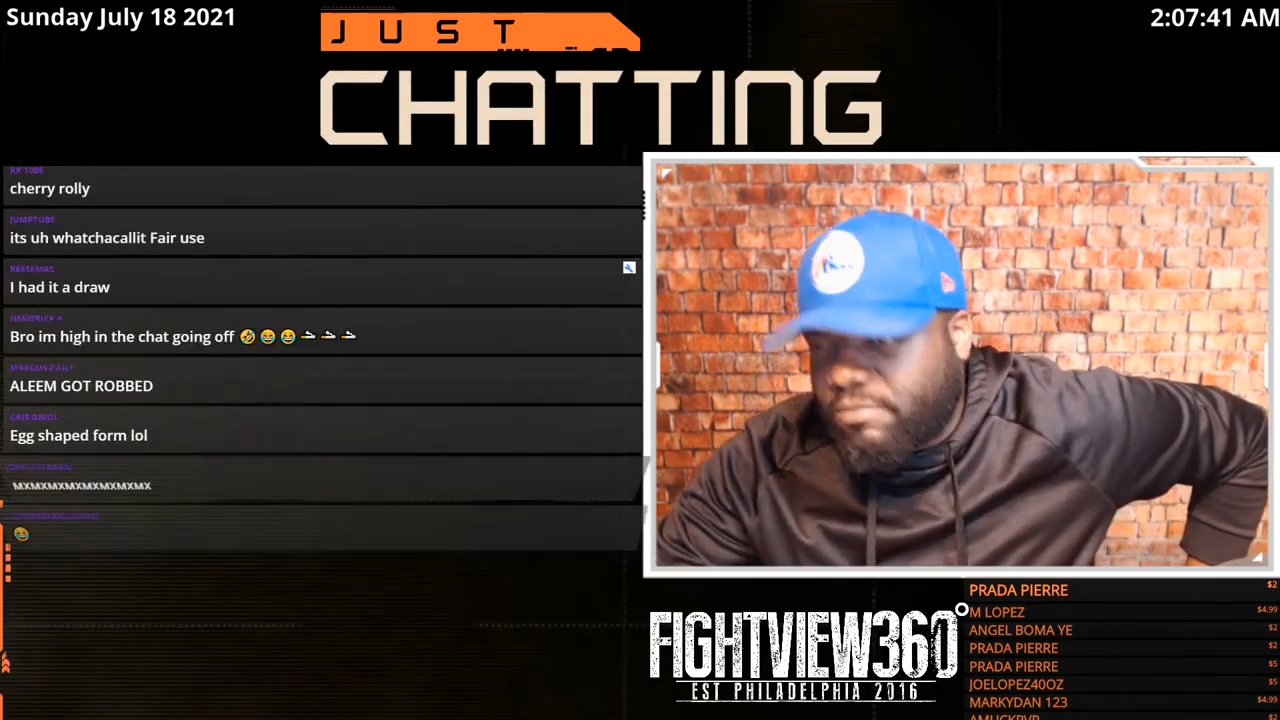 Sunday July 18 2021
2:07:41 AM
JUST
CHATTING
cherry rolly
JUMPTUBE
its uh whatchacallit Fair use
REESEMAC
I had it a draw
Bro im high in the chat going off 🤣 😂 😂 🚬 🚬 🚬
ALEEM GOT ROBBED
Egg shaped form lol
MXMXMXMXMXMXMXMX
😂
FIGHTVIEW360°
EST PHILADELPHIA 2016
PRADA PIERRE $2
M LOPEZ $4.99
ANGEL BOMA YE $2
PRADA PIERRE $2
PRADA PIERRE $5
JOELOPEZ40OZ $5
MARKYDAN 123 $4.99